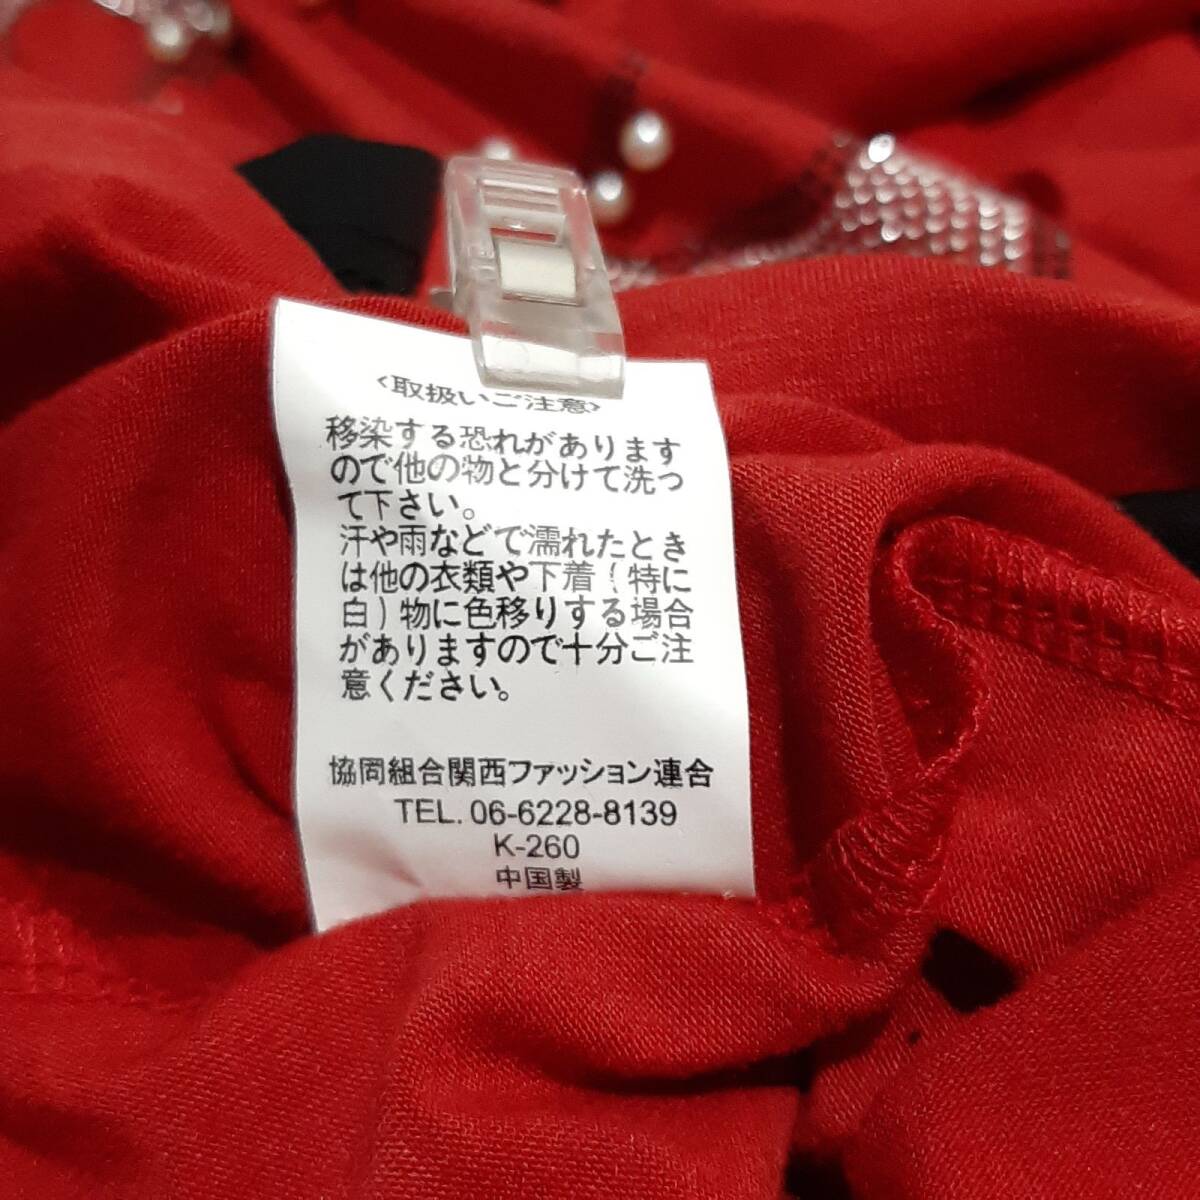 <取扱いご注意>
移染する恐れがあります
ので他の物と分けて洗っ
て下さい。
汗や雨などで濡れたとき
は他の衣類や下着(特に
白)物に色移りする場合
がありますので十分ご注
意ください。
協同組合関西ファッション連合
TEL. 06-6228-8139
K-260
中国製